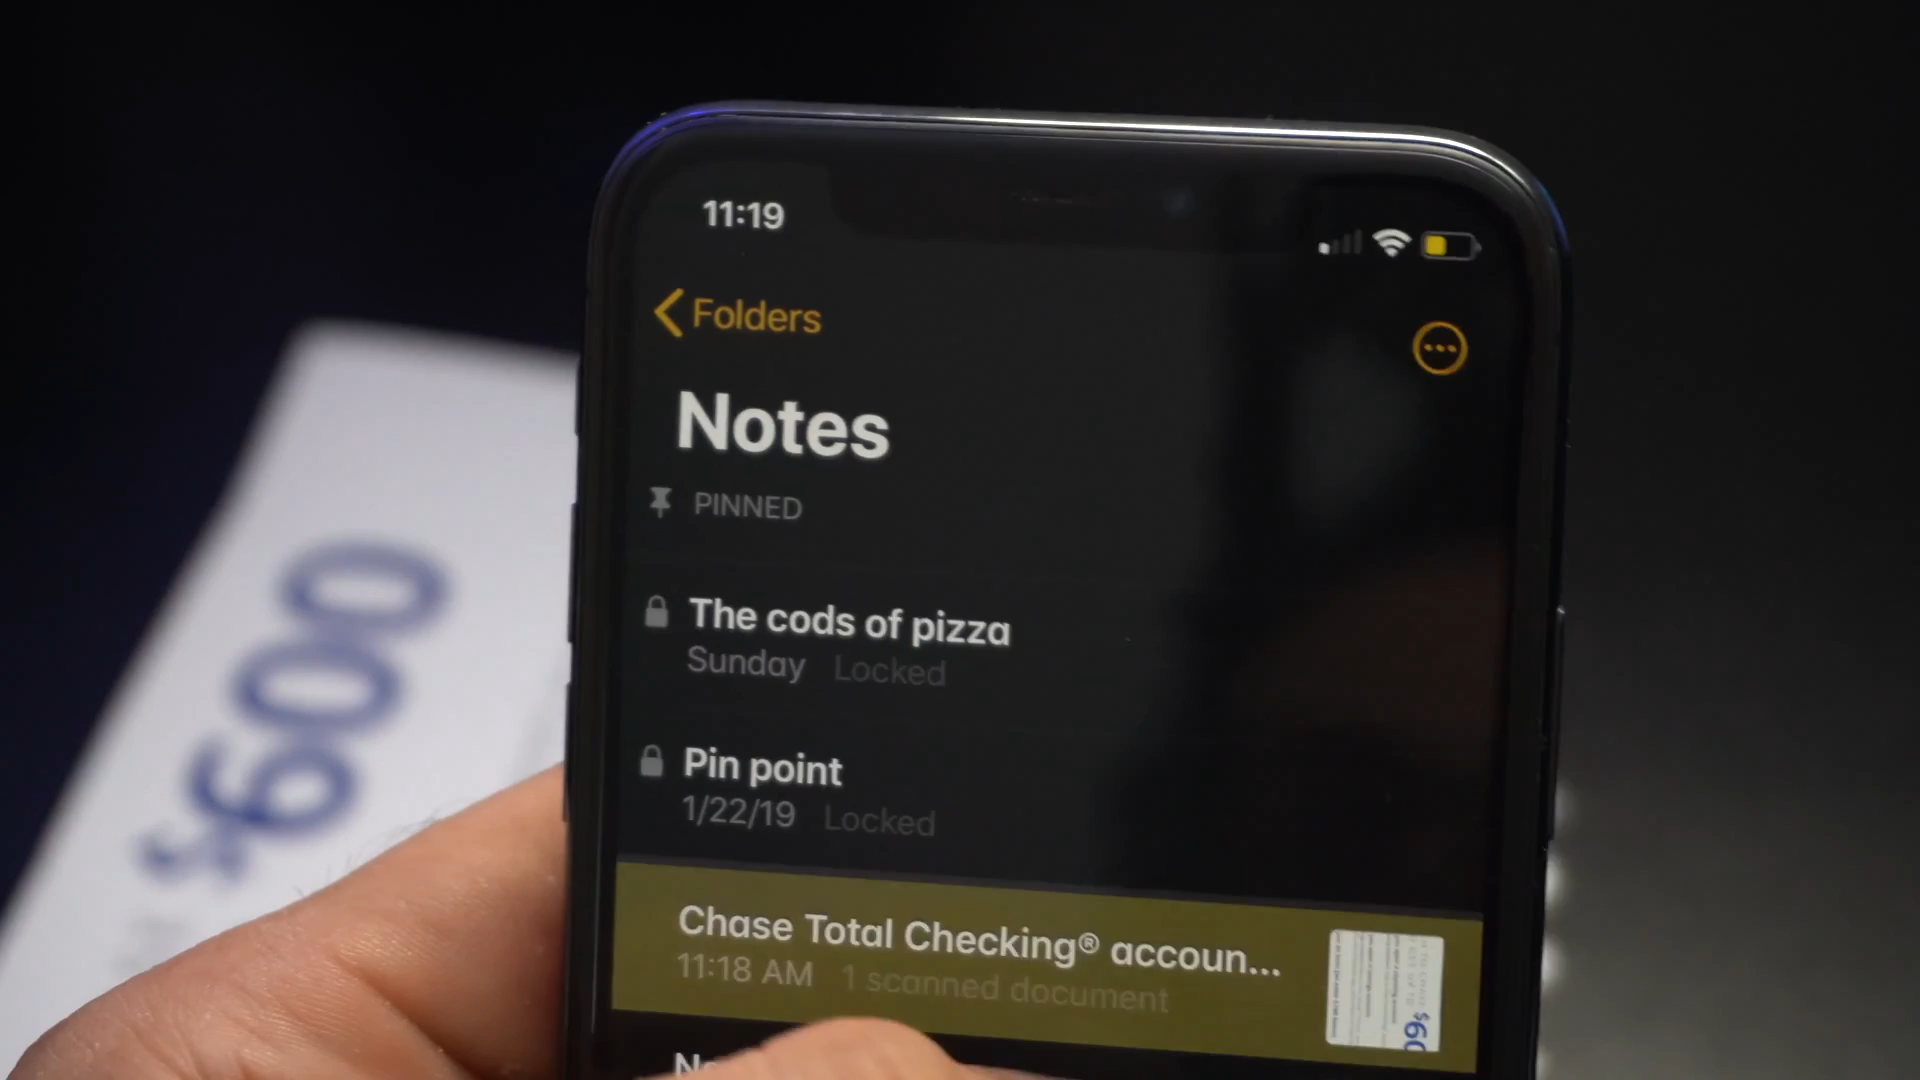 11:19
Folders
Notes
PINNED
The cods of pizza
Sunday Locked
Pin point
1/22/19 Locked
Chase Total Checking® accoun...
11:18 AM 1 scanned document
$60
$600